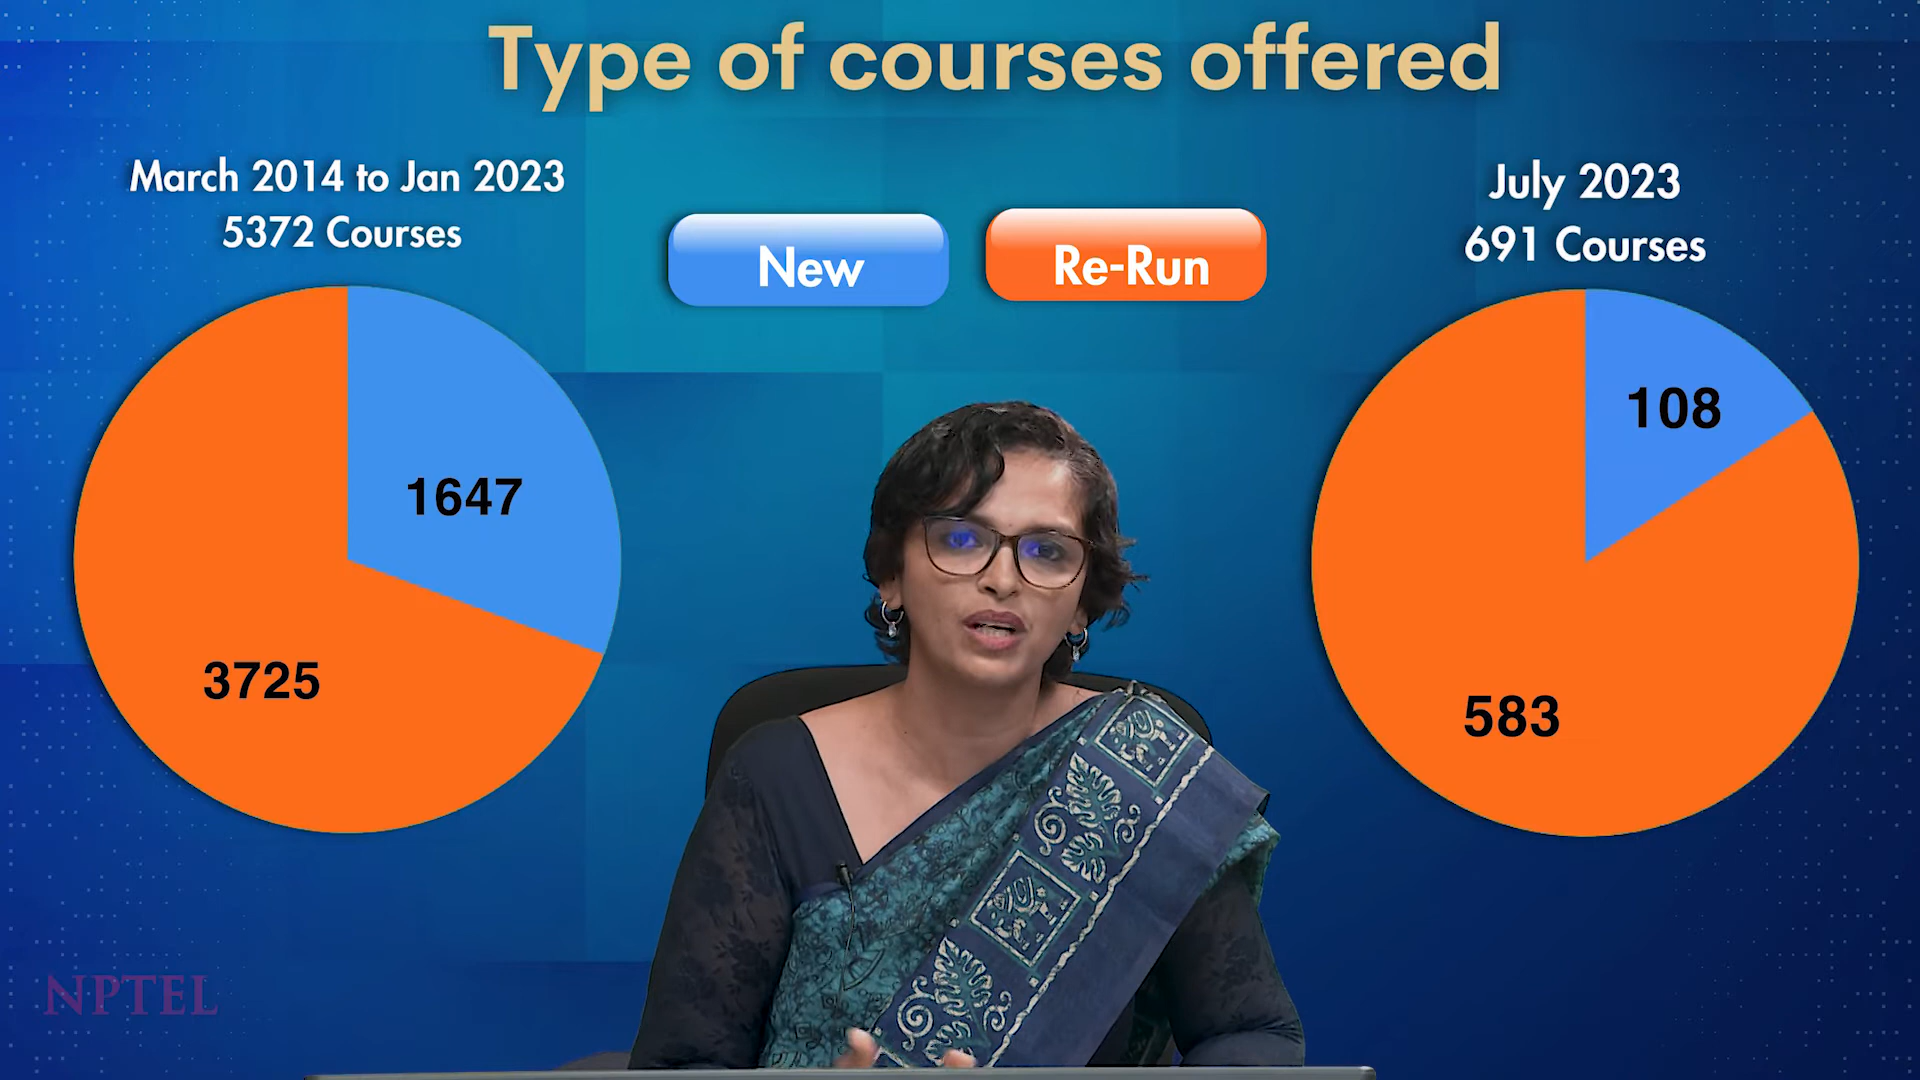 Type of courses offered
March 2014 to Jan 2023
5372 Courses
New
Re-Run
July 2023
691 Courses
1647
3725
108
583
NPTEL